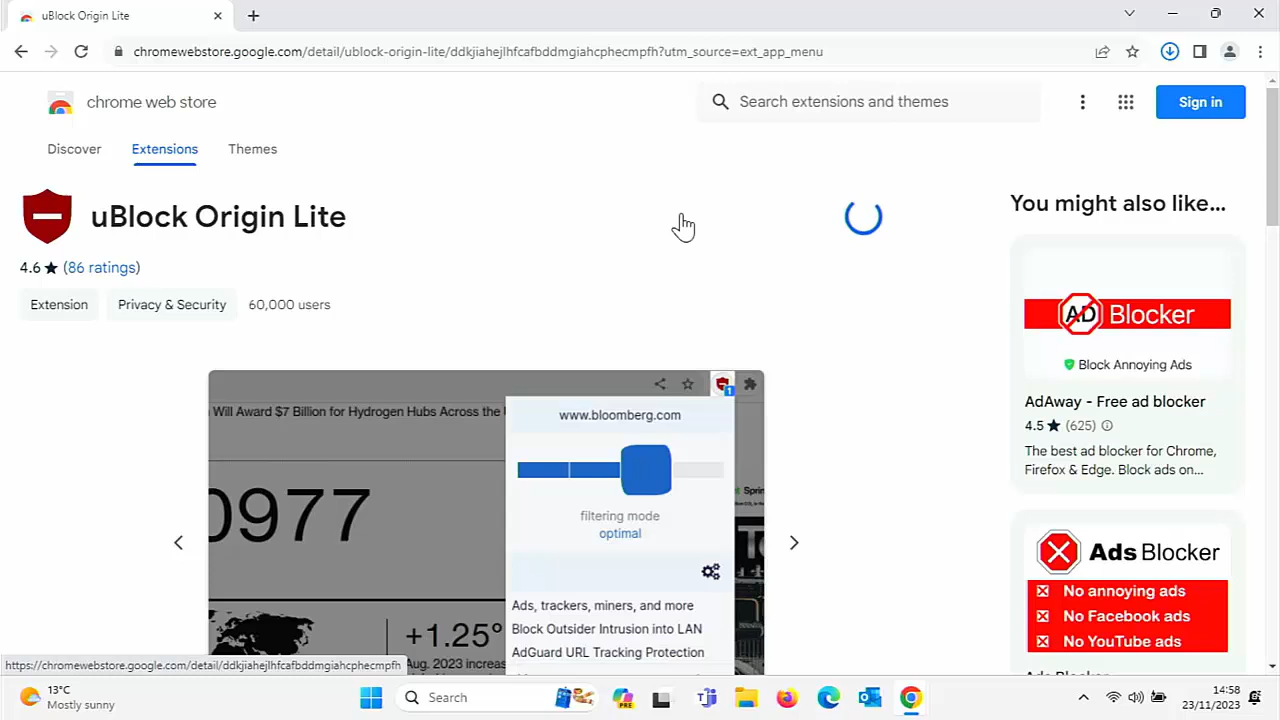 uBlock Origin Lite
chromewebstore.google.com/detail/ublock-origin-lite/ddkjiahejlhfcafbddmgiahcphecmpfh?utm_source=ext_app_menu
chrome web store
Search extensions and themes
Sign in
Discover
Extensions
Themes
uBlock Origin Lite
4.6★ (86 ratings)
Extension
Privacy & Security
60,000 users
Will Award $7 Billion for Hydrogen Hubs Across the
0977
+1.25°
Aug. 2023 increas
www.bloomberg.com
filtering mode
optimal
Ads, trackers, miners, and more
Block Outsider Intrusion into LAN
AdGuard URL Tracking Protection
You might also like...
AD Blocker
Block Annoying Ads
AdAway - Free ad blocker
4.5★ (625)
The best ad blocker for Chrome,
Firefox & Edge. Block ads on...
Ads Blocker
No annoying ads
No Facebook ads
No YouTube ads
https://chromewebstore.google.com/detail/ddkjiahejlhfcafbddmgiahcphecmpfh
13°C
Mostly sunny
Search
14:58
23/11/2023